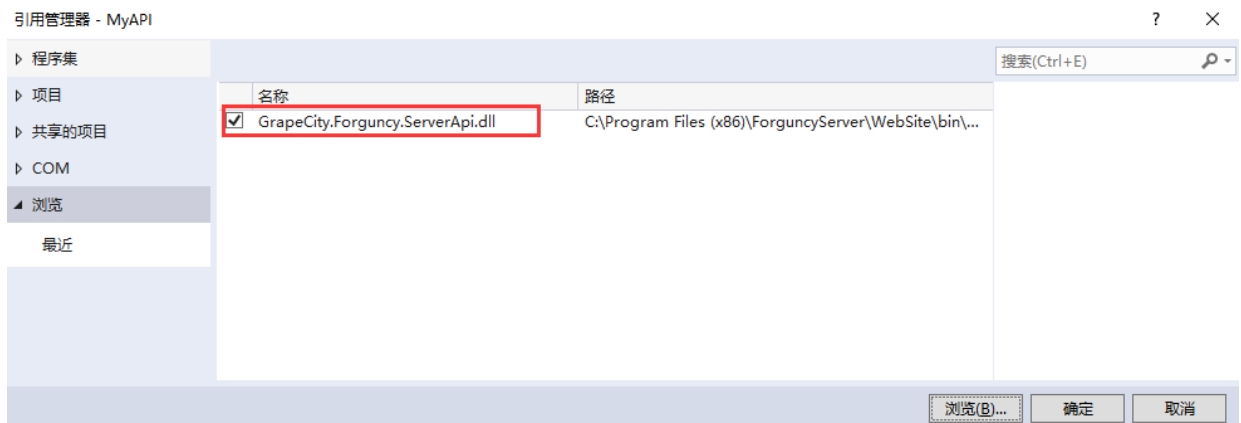 引用管理器 - MyAPI
?
程序集
搜索(Ctrl+E)
项目
名称
路径
共享的项目
GrapeCity.Forguncy.ServerApi.dll
C:\Program Files (x86)\ForguncyServer\WebSite\bin\...
COM
浏览
最近
浏览(B)...
确定
取消